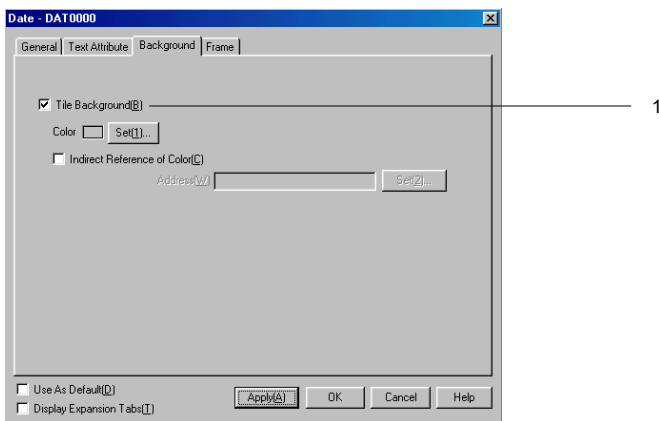 Date - DAT0000
General Text Attribute Background Frame
Tile Background(B) 1
Color Set(1)...
Indirect Reference of Color(C)
Address(W) Set(2)...
Use As Default(D)
Apply(A) OK Cancel Help
Display Expansion Tabs(T)